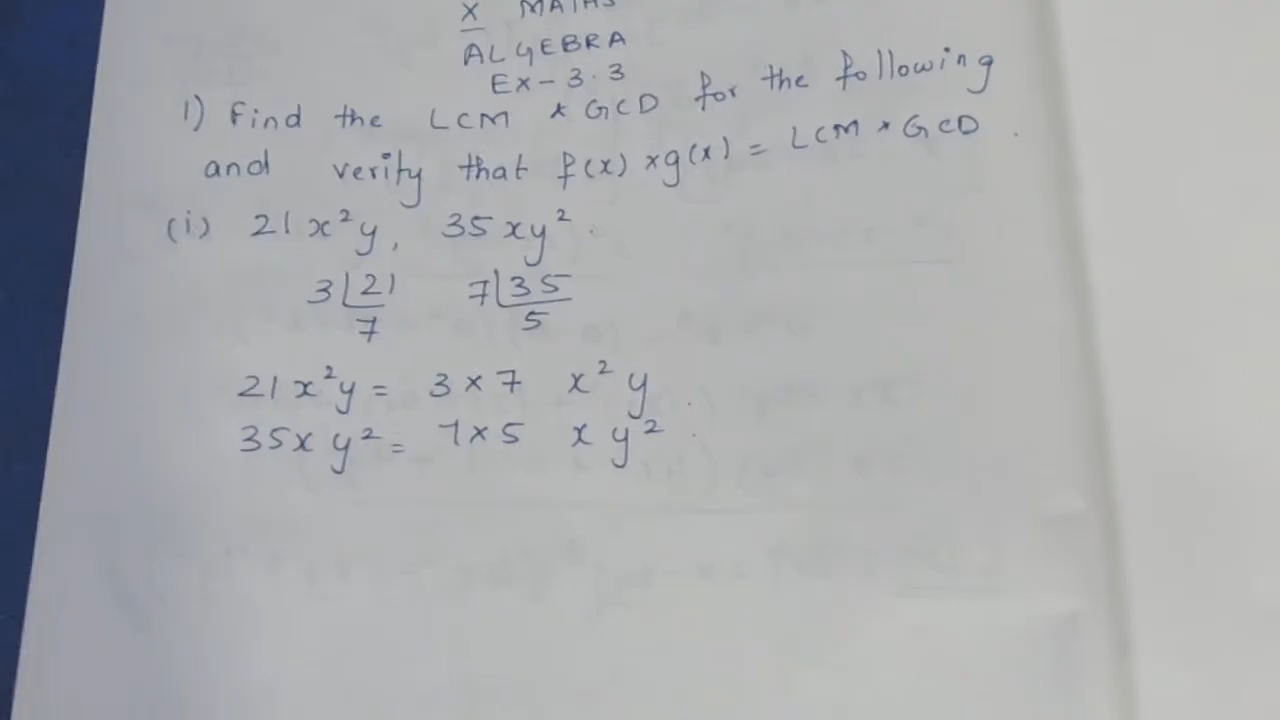 X MATHS
ALGEBRA
EX-3.3
1) Find the LCM * GCD for the following
and verify that f(x) × g(x) = LCM * GCD.
(i) 21x²y, 35xy².
3|21 7|35
7 5
21x²y = 3×7 x²y
35xy² = 7×5 xy²